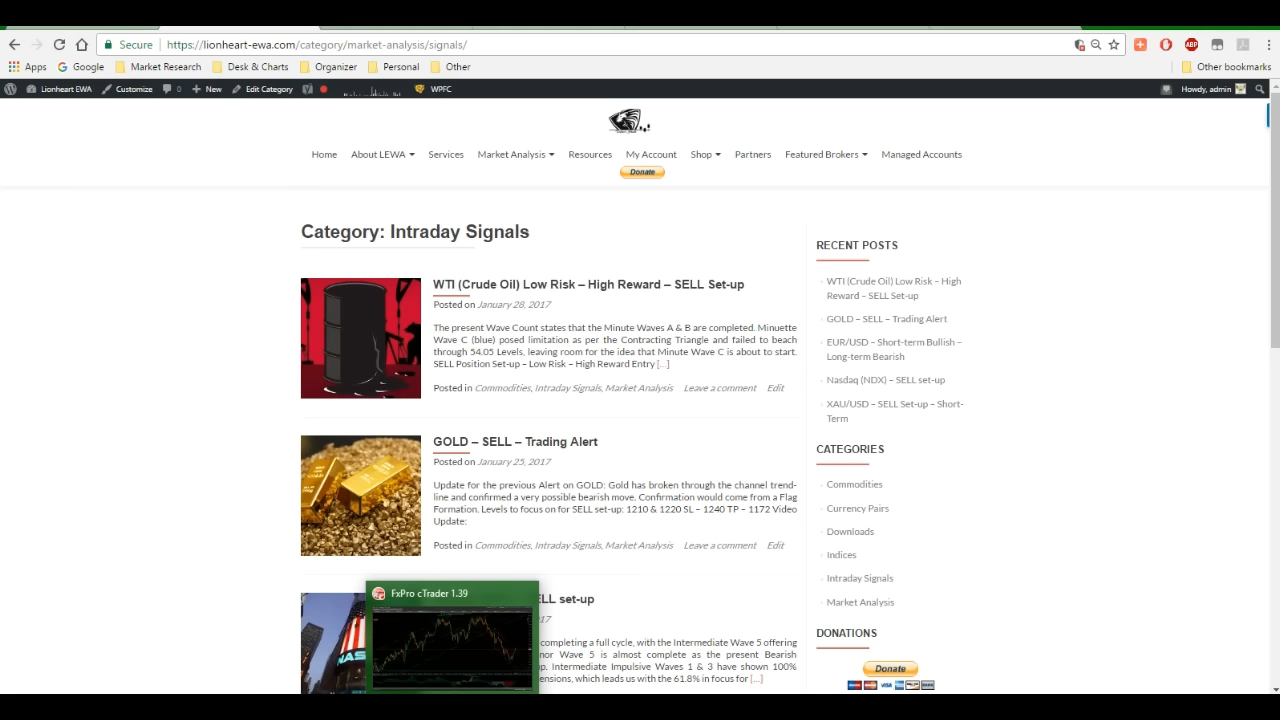 Secure https://lionheart-ewa.com/category/market-analysis/signals/
ABP
Apps Google Market Research Desk & Charts Organizer Personal Other Other bookmarks
Lionheart EWA Customize 0 New Edit Category WPFC Howdy, admin
Home About LEWA Services Market Analysis Resources My Account Shop Partners Featured Brokers Managed Accounts
Donate
Category: Intraday Signals
WTI (Crude Oil) Low Risk – High Reward – SELL Set-up
Posted on January 28, 2017
The present Wave Count states that the Minute Waves A & B are completed. Minuette
Wave C (blue) posed limitation as per the Contracting Triangle and failed to beach
through 54.05 Levels, leaving room for the idea that Minute Wave C is about to start.
SELL Position Set-up – Low Risk – High Reward Entry [...]
Posted in Commodities, Intraday Signals, Market Analysis Leave a comment Edit
GOLD – SELL – Trading Alert
Posted on January 25, 2017
Update for the previous Alert on GOLD: Gold has broken through the channel trend-
line and confirmed a very possible bearish move. Confirmation would come from a Flag
Formation. Levels to focus on for SELL set-up: 1210 & 1220 SL – 1240 TP – 1172 Video
Update:
Posted in Commodities, Intraday Signals, Market Analysis Leave a comment Edit
ELL set-up
17
completing a full cycle, with the Intermediate Wave 5 offering
nor Wave 5 is almost complete as the present Bearish
p. Intermediate Impulsive Waves 1 & 3 have shown 100%
ensions, which leads us with the 61.8% in focus for [...]
NAS
FxPro cTrader 1.39
RECENT POSTS
WTI (Crude Oil) Low Risk – High
Reward – SELL Set-up
GOLD – SELL – Trading Alert
EUR/USD – Short-term Bullish –
Long-term Bearish
Nasdaq (NDX) – SELL set-up
XAU/USD – SELL Set-up – Short-
Term
CATEGORIES
Commodities
Currency Pairs
Downloads
Indices
Intraday Signals
Market Analysis
DONATIONS
Donate
VISA